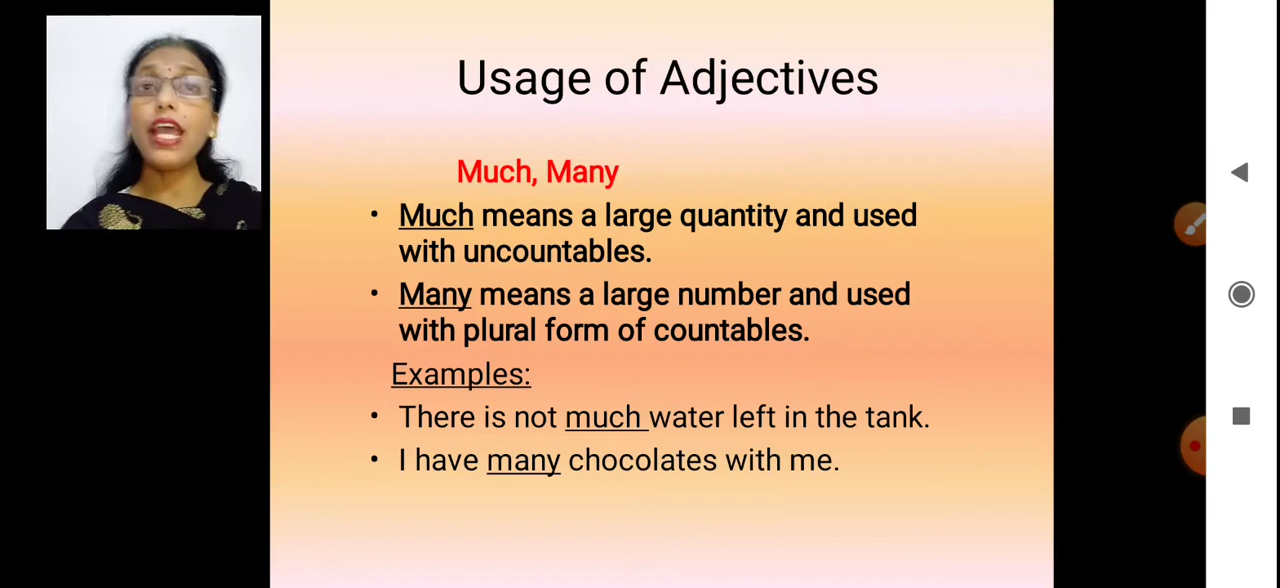 Usage of Adjectives
Much, Many
• Much means a large quantity and used
with uncountables.
• Many means a large number and used
with plural form of countables.
Examples:
• There is not much water left in the tank.
• I have many chocolates with me.